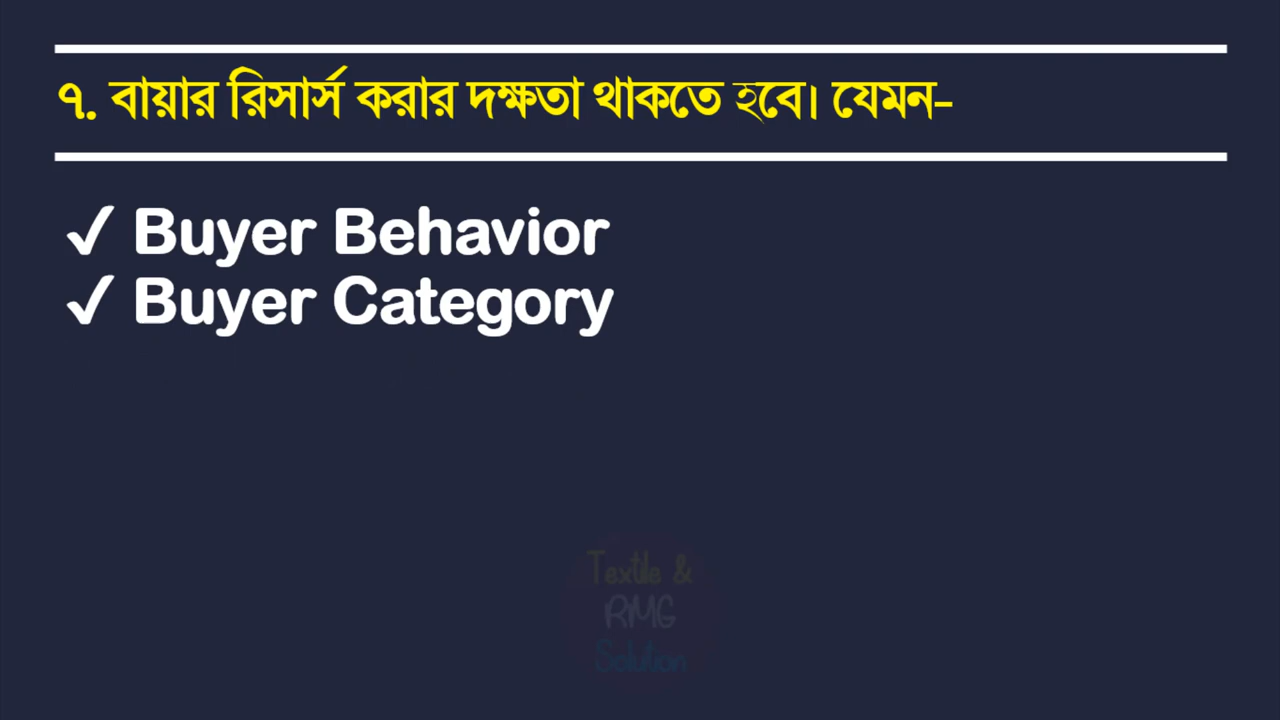 ৭. বায়ার রিসার্স করার দক্ষতা থাকতে হবে। যেমন-
✓ Buyer Behavior
✓ Buyer Category
Textile &
RMG
Solution